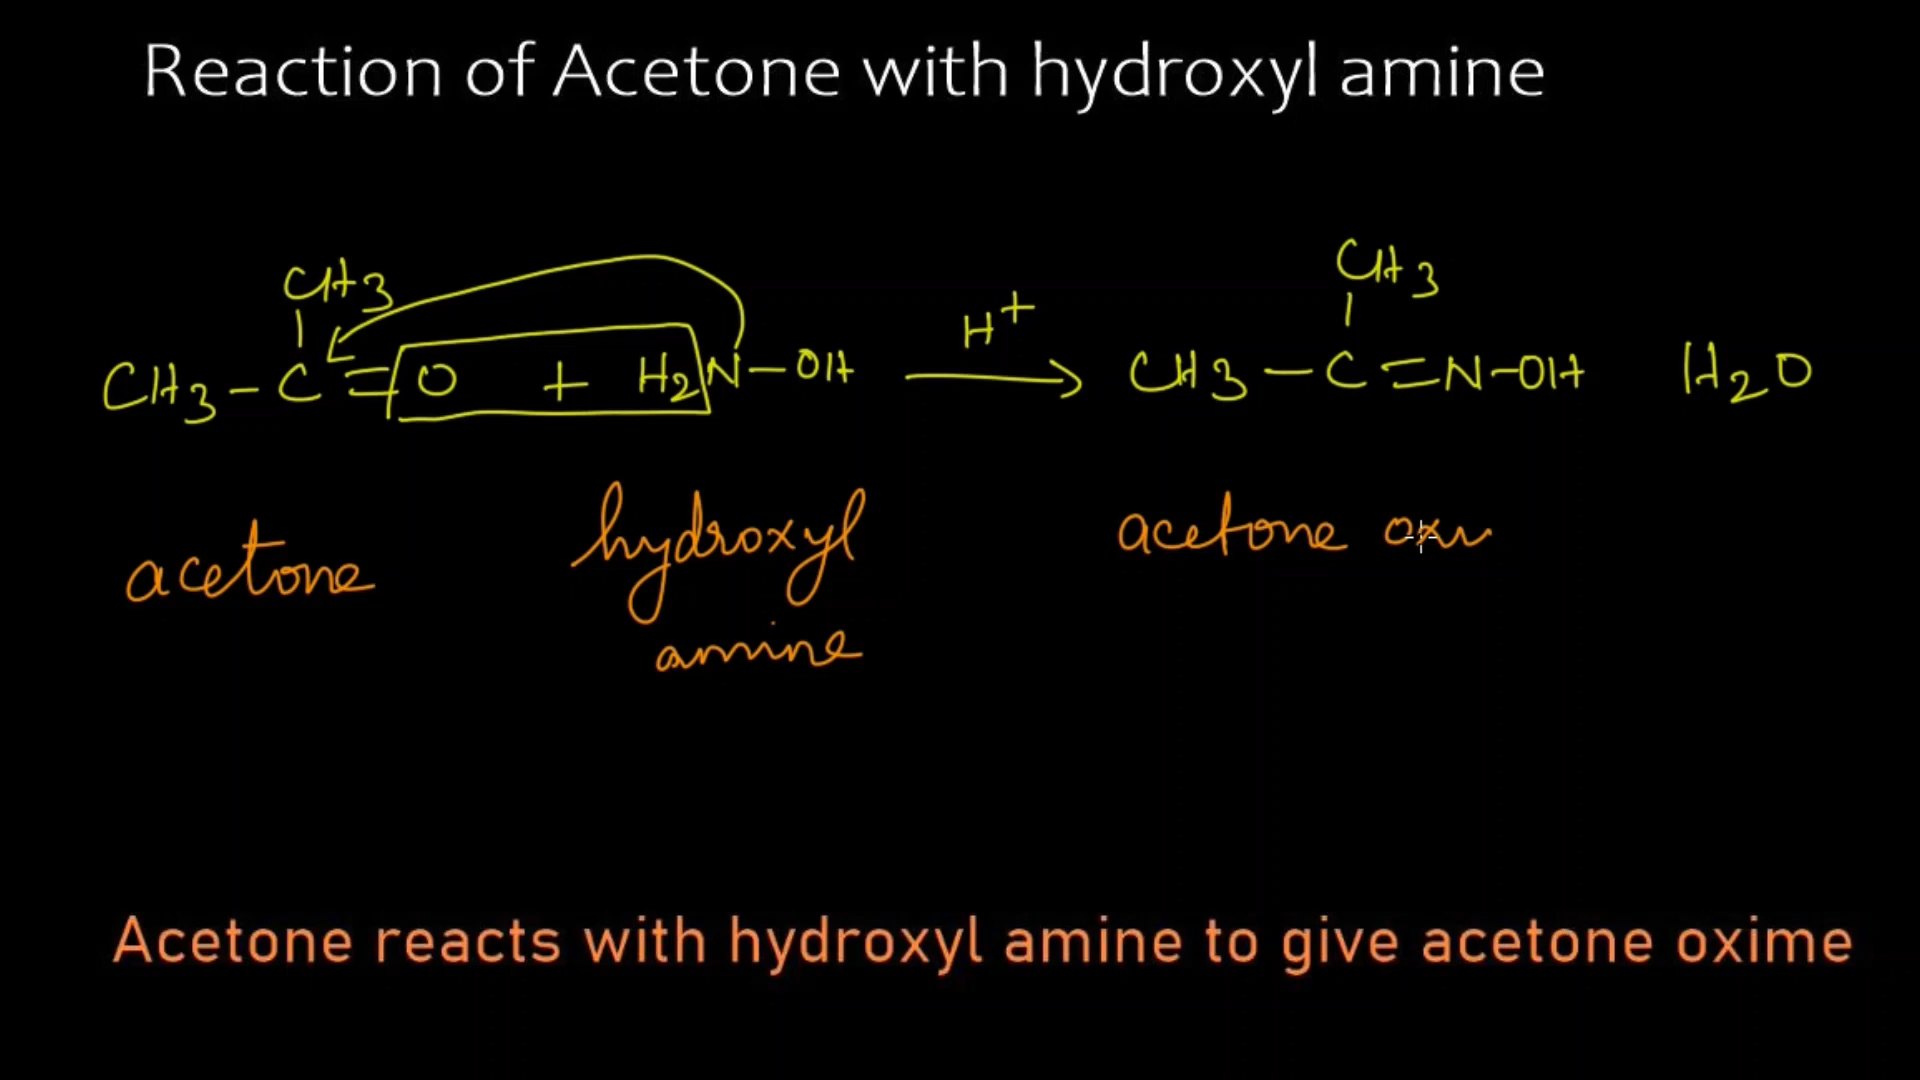 Reaction of Acetone with hydroxyl amine
CH3 CH3
H+
CH3-C=O + H2N-OH → CH3-C=N-OH H2O
acetone hydroxyl amine acetone oxi
Acetone reacts with hydroxyl amine to give acetone oxime